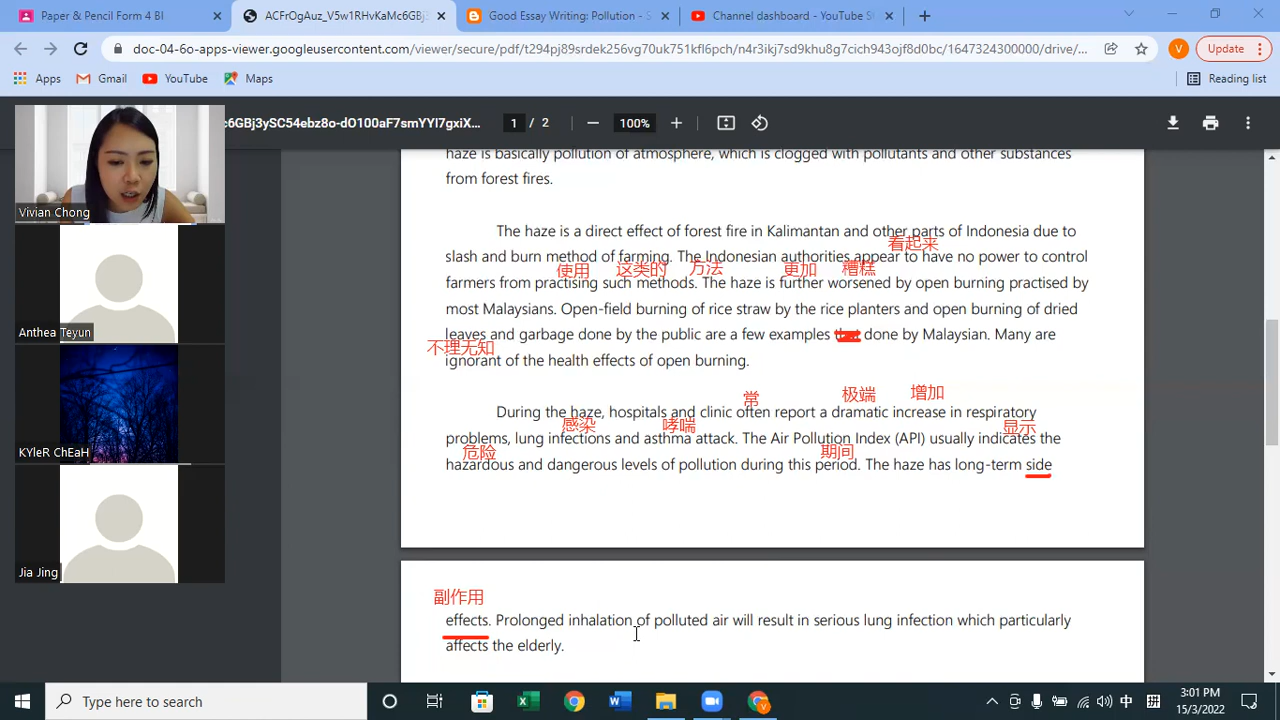 Paper & Pencil Form 4 BI
ACFrOgAuz_V5w1RHvKaMc6GBj
Good Essay Writing: Pollution - S
Channel dashboard - YouTube St
doc-04-6o-apps-viewer.googleusercontent.com/viewer/secure/pdf/t294pj89srdek256vg70uk751kfl6pch/n4r3ikj7sd9khu8g7cich943ojf8d0bc/1647324300000/drive/...
V
Update
Apps
Gmail
YouTube
Maps
Reading list
c6GBj3ySC54ebz8o-dO100aF7smYYI7gxiX...
1 / 2
100%
Vivian Chong
Anthea Teyun
KYleR ChEaH
Jia Jing
haze is basically pollution of atmosphere, which is clogged with pollutants and other substances
from forest fires.
The haze is a direct effect of forest fire in Kalimantan and other parts of Indonesia due to
看起来
slash and burn method of farming. The Indonesian authorities appear to have no power to control
使用 这类的 方法 更加 糟糕
farmers from practising such methods. The haze is further worsened by open burning practised by
most Malaysians. Open-field burning of rice straw by the rice planters and open burning of dried
leaves and garbage done by the public are a few examples done by Malaysian. Many are
不理无知
ignorant of the health effects of open burning.
常 极端 增加
During the haze, hospitals and clinic often report a dramatic increase in respiratory
感染 哮喘 显示
problems, lung infections and asthma attack. The Air Pollution Index (API) usually indicates the
危险 期间
hazardous and dangerous levels of pollution during this period. The haze has long-term side
副作用
effects. Prolonged inhalation of polluted air will result in serious lung infection which particularly
affects the elderly.
Type here to search
中
拼
3:01 PM
15/3/2022